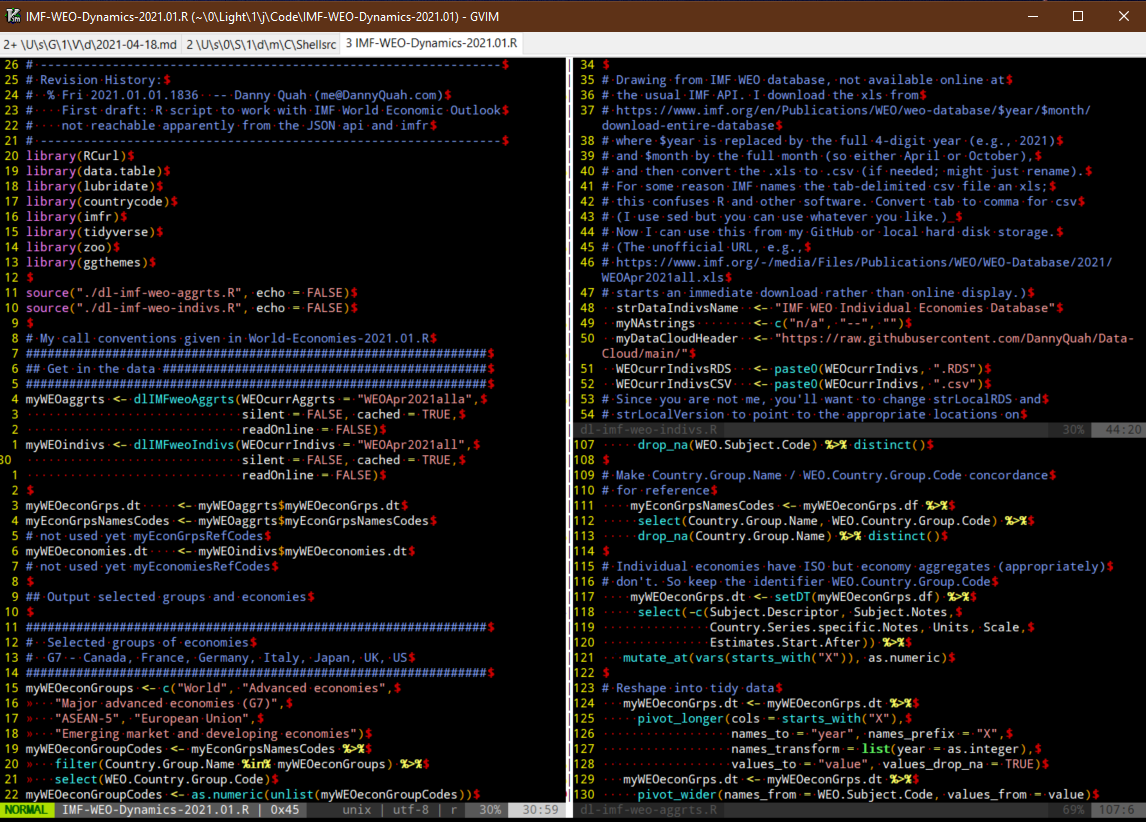 IMF-WEO-Dynamics-2021.01.R (~\0\Light\1\j\Code\IMF-WEO-Dynamics-2021.01) - GVIM
2+ \U\s\G\1\V\d\2021-04-18.md 2 \U\s\0\S\1\d\m\C\Shellsrc 3 IMF-WEO-Dynamics-2021.01.R
26 # ---------------------------------------------------------------$
25 # Revision History:$
24 #  % Fri 2021.01.01.1836  -- Danny Quah (me@DannyQuah.com)$
23 #    First draft: R script to work with IMF World Economic Outlook$
22 #    not reachable apparently from the JSON api and imfr$
21 # ---------------------------------------------------------------$
20 library(RCurl)$
19 library(data.table)$
18 library(lubridate)$
17 library(countrycode)$
16 library(imfr)$
15 library(tidyverse)$
14 library(zoo)$
13 library(ggthemes)$
12 $
11 source("./dl-imf-weo-aggrts.R", echo = FALSE)$
10 source("./dl-imf-weo-indivs.R", echo = FALSE)$
9 $
8 # My call conventions given in World-Economies-2021.01.R$
7 ################################################################$
6 ## Get in the data #############################################$
5 ################################################################$
4 myWEOaggrts <- dlIMFweoAggrts(WEOcurrAggrts = "WEOApr2021alla",$
3                               silent = FALSE, cached = TRUE,$
2                               readOnline = FALSE)$
1 myWEOindivs <- dlIMFweoIndivs(WEOcurrIndivs = "WEOApr2021all",$
30                               silent = FALSE, cached = TRUE,$
1                               readOnline = FALSE)$
2 $
3 myWEOeconGrps.dt     <- myWEOaggrts$myWEOeconGrps.dt$
4 myEconGrpsNamesCodes <- myWEOaggrts$myEconGrpsNamesCodes$
5 # not used yet myEconGrpsRefCodes$
6 myWEOeconomies.dt    <- myWEOindivs$myWEOeconomies.dt$
7 # not used yet myEconomiesRefCodes$
8 $
9 ## Output selected groups and economies$
10 $
11 ################################################################$
12 #  Selected groups of economies$
13 #  G7 - Canada, France, Germany, Italy, Japan, UK, US$
14 ################################################################$
15 myWEOeconGroups <- c("World", "Advanced economies",$
16 »   "Major advanced economies (G7)",$
17 »   "ASEAN-5", "European Union",$
18 »   "Emerging market and developing economies")$
19 myWEOeconGroupCodes <- myEconGrpsNamesCodes %>%$
20 »   filter(Country.Group.Name %in% myWEOeconGroups) %>%$
21 »   select(WEO.Country.Group.Code)$
22 myWEOeconGroupCodes <- as.numeric(unlist(myWEOeconGroupCodes))$
NORMAL IMF-WEO-Dynamics-2021.01.R | 0x45 unix | utf-8 | r 30% 30:59
34 $
35 # Drawing from IMF WEO database, not available online at$
36 # the usual IMF API. I download the xls from$
37 # https://www.imf.org/en/Publications/WEO/weo-database/$year/$month/
download-entire-database$
38 # where $year is replaced by the full 4-digit year (e.g., 2021)$
39 # and $month by the full month (so either April or October),$
40 # and then convert the .xls to .csv (if needed; might just rename).$
41 # For some reason IMF names the tab-delimited csv file an xls;$
42 # this confuses R and other software. Convert tab to comma for csv$
43 # (I use sed but you can use whatever you like.) $
44 # Now I can use this from my GitHub or local hard disk storage.$
45 # (The unofficial URL, e.g.,$
46 # https://www.imf.org/-/media/Files/Publications/WEO/WEO-Database/2021/
WEOApr2021all.xls$
47 # starts an immediate download rather than online display.)$
48   strDataIndivsName  <- "IMF WEO Individual Economies Database"$
49   myNAstrings        <- c("n/a", "--", "")$
50   myDataCloudHeader  <- "https://raw.githubusercontent.com/DannyQuah/Data-
Cloud/main/"$
51   WEOcurrIndivsRDS   <- paste0(WEOcurrIndivs, ".RDS")$
52   WEOcurrIndivsCSV   <- paste0(WEOcurrIndivs, ".csv")$
53 # Since you are not me, you'll want to change strLocalRDS and$
54 # strLocalVersion to point to the appropriate locations on$
dl-imf-weo-indivs.R 30% 44:20
107     drop_na(WEO.Subject.Code) %>% distinct()$
108 $
109 # Make Country.Group.Name / WEO.Country.Group.Code concordance$
110 # for reference$
111    myEconGrpsNamesCodes <- myWEOeconGrps.df %>%$
112     select(Country.Group.Name, WEO.Country.Group.Code) %>%$
113     drop_na(Country.Group.Name) %>% distinct()$
114 $
115 # Individual economies have ISO but economy aggregates (appropriately)$
116 # don't. So keep the identifier WEO.Country.Group.Code$
117    myWEOeconGrps.dt <- setDT(myWEOeconGrps.df) %>%$
118     select(-c(Subject.Descriptor, Subject.Notes,$
119               Country.Series.specific.Notes, Units, Scale,$
120               Estimates.Start.After)) %>%$
121   mutate_at(vars(starts_with("X")), as.numeric)$
122 $
123 # Reshape into tidy data$
124   myWEOeconGrps.dt <- myWEOeconGrps.dt %>%$
125     pivot_longer(cols = starts_with("X"),$
126                  names_to = "year", names_prefix = "X",$
127                  names_transform = list(year = as.integer),$
128                  values_to = "value", values_drop_na = TRUE)$
129   myWEOeconGrps.dt <- myWEOeconGrps.dt %>%$
130     pivot_wider(names_from = WEO.Subject.Code, values_from = value)$
dl-imf-weo-aggrts.R 69% 107:6